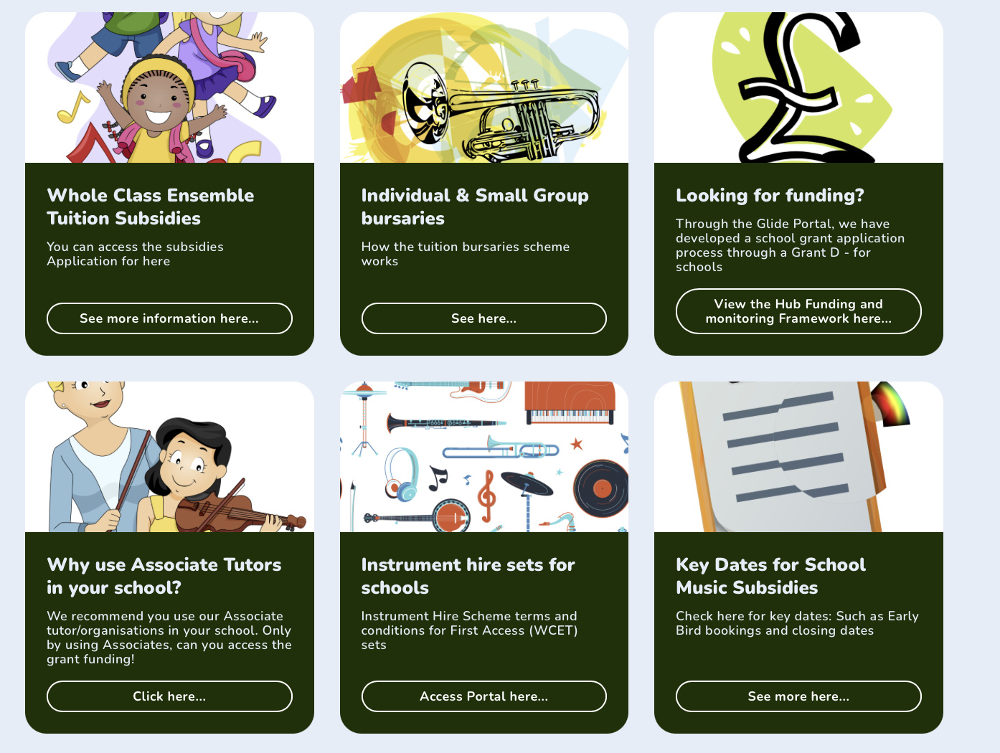 Whole Class Ensemble
Tuition Subsidies
You can access the subsidies
Application for here
See more information here...
Individual & Small Group
bursaries
How the tuition bursaries scheme
works
See here...
Looking for funding?
Through the Glide Portal, we have
developed a school grant application
process through a Grant D - for
schools
View the Hub Funding and
monitoring Framework here...
Why use Associate Tutors
in your school?
We recommend you use our Associate
tutor/organisations in your school. Only
by using Associates, can you access the
grant funding!
Click here...
Instrument hire sets for
schools
Instrument Hire Scheme terms and
conditions for First Access (WCET)
sets
Access Portal here...
Key Dates for School
Music Subsidies
Check here for key dates: Such as Early
Bird bookings and closing dates
See more here...